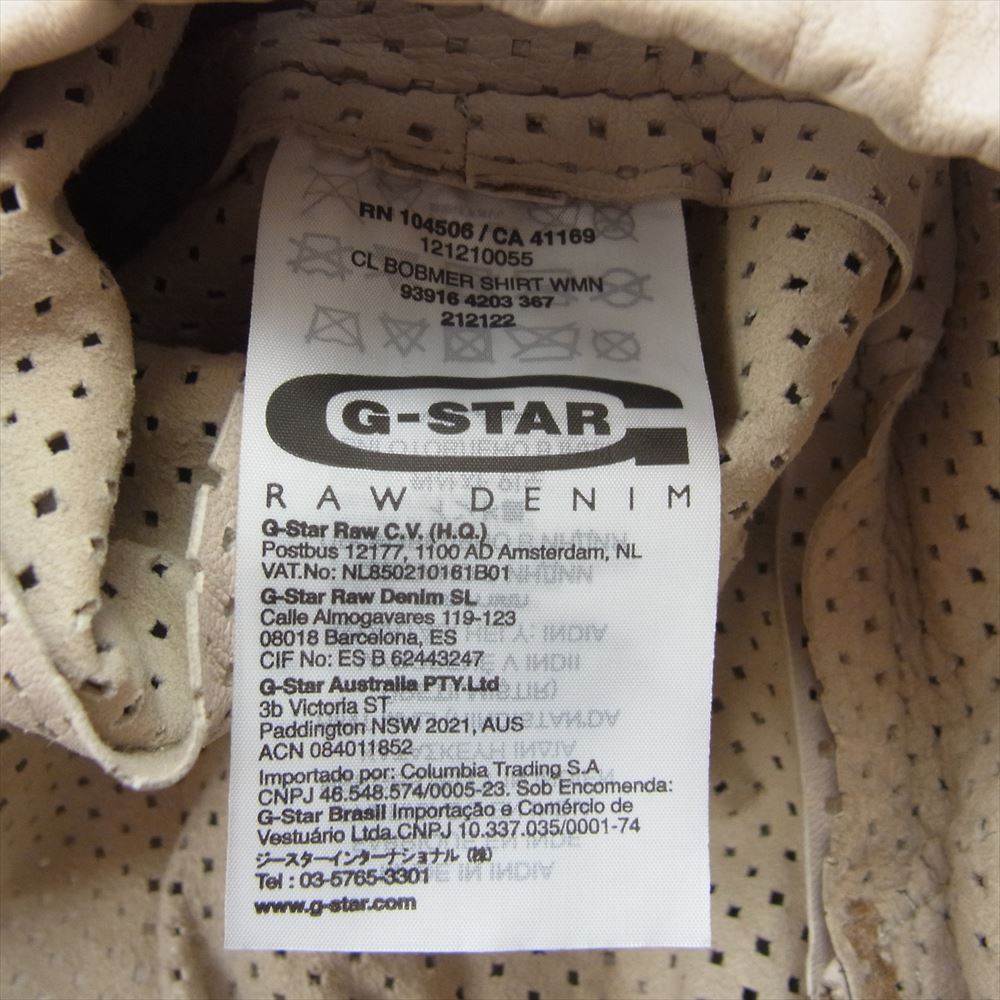 RN 104506 / CA 41169
121210055
CL BOBMER SHIRT WMN
93916 4203 367
212122
G-STAR
RAW DENIM
G-Star Raw C.V. (H.Q.)
Postbus 12177, 1100 AD Amsterdam, NL
VAT.No: NL850210161B01
G-Star Raw Denim SL
Calle Almogavares 119-123
08018 Barcelona, ES
CIF No: ES B 62443247
G-Star Australia PTY.Ltd
3b Victoria ST
Paddington NSW 2021, AUS
ACN 084011852
Importado por: Columbia Trading S.A
CNPJ 46.548.574/0005-23. Sob Encomenda:
G-Star Brasil Importação e Comércio de
Vestuário Ltda.CNPJ 10.337.035/0001-74
ジースターインターナショナル (株)
Tel : 03-5765-3301
www.g-star.com